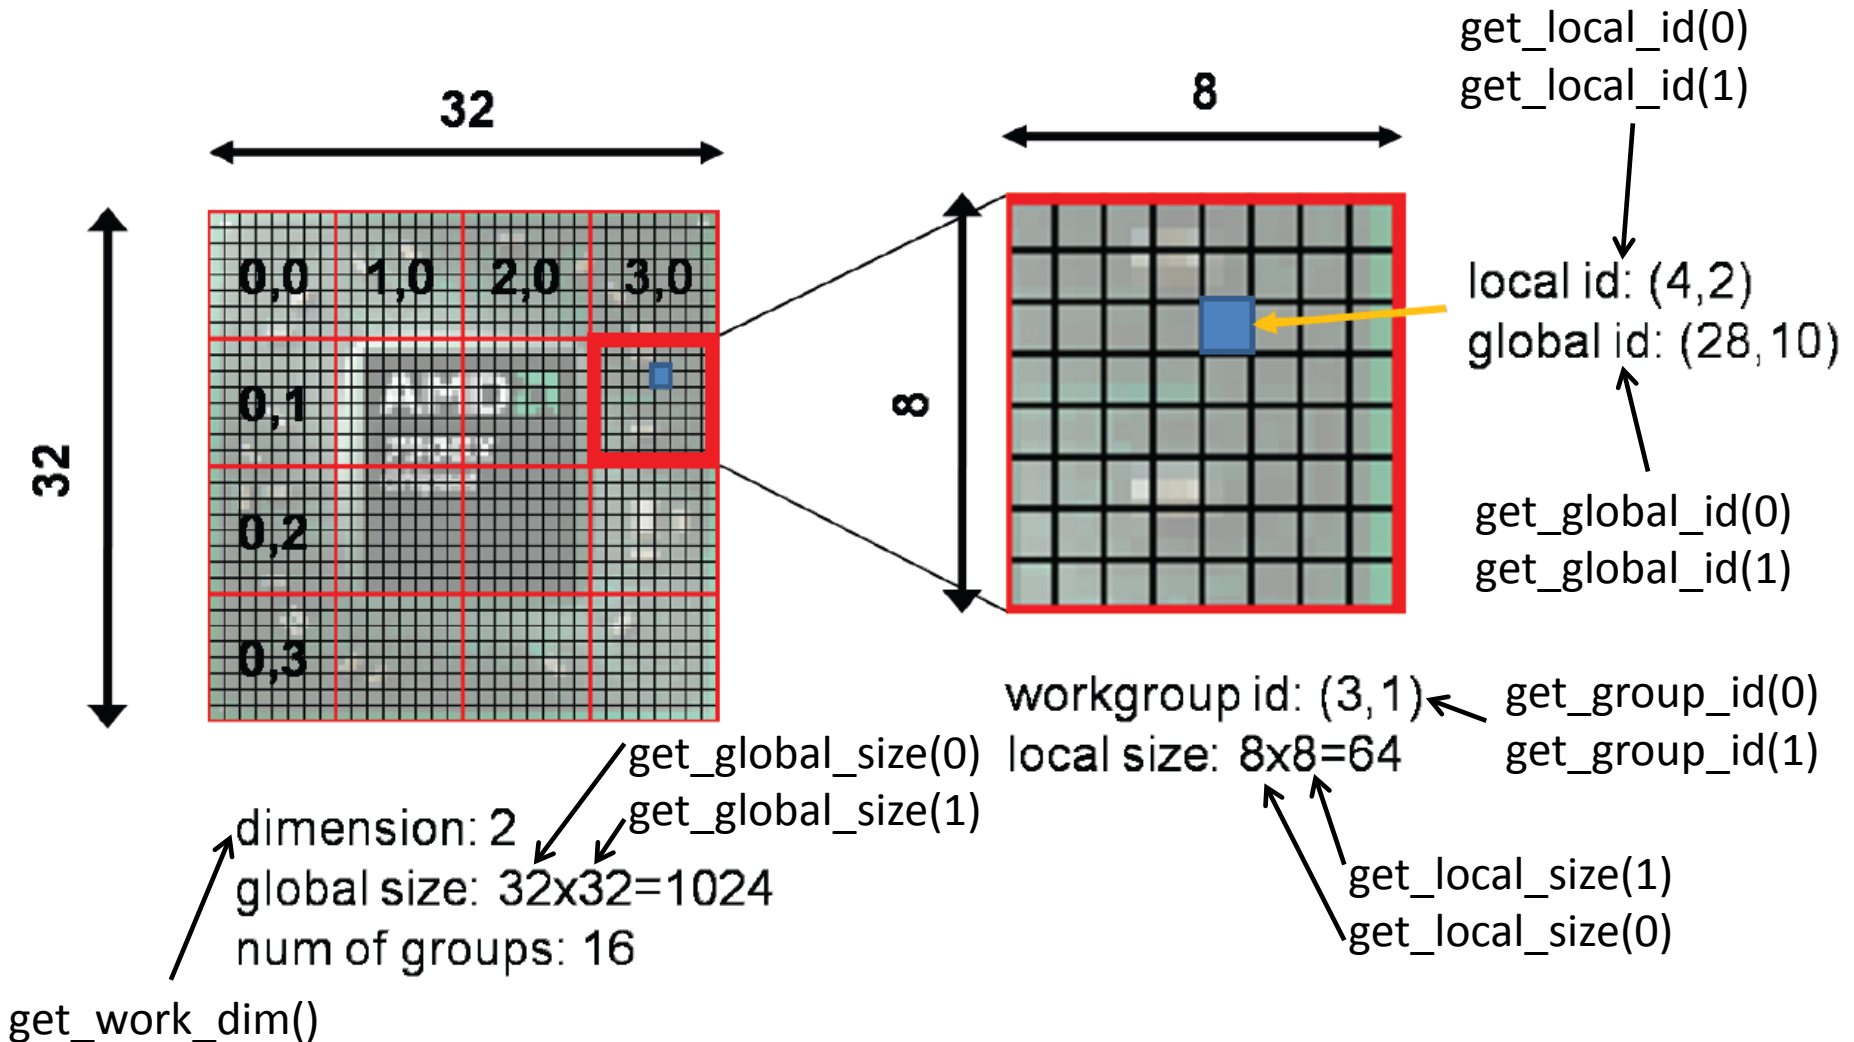 get_local_id(0)
get_local_id(1)
32
8
32
0,0 1,0 2,0 3,0
0,1
0,2
0,3
AMD
8
local id: (4,2)
global id: (28,10)
get_global_id(0)
get_global_id(1)
workgroup id: (3,1)
local size: 8x8=64
get_group_id(0)
get_group_id(1)
get_global_size(0)
get_global_size(1)
dimension: 2
global size: 32x32=1024
num of groups: 16
get_local_size(1)
get_local_size(0)
get_work_dim()